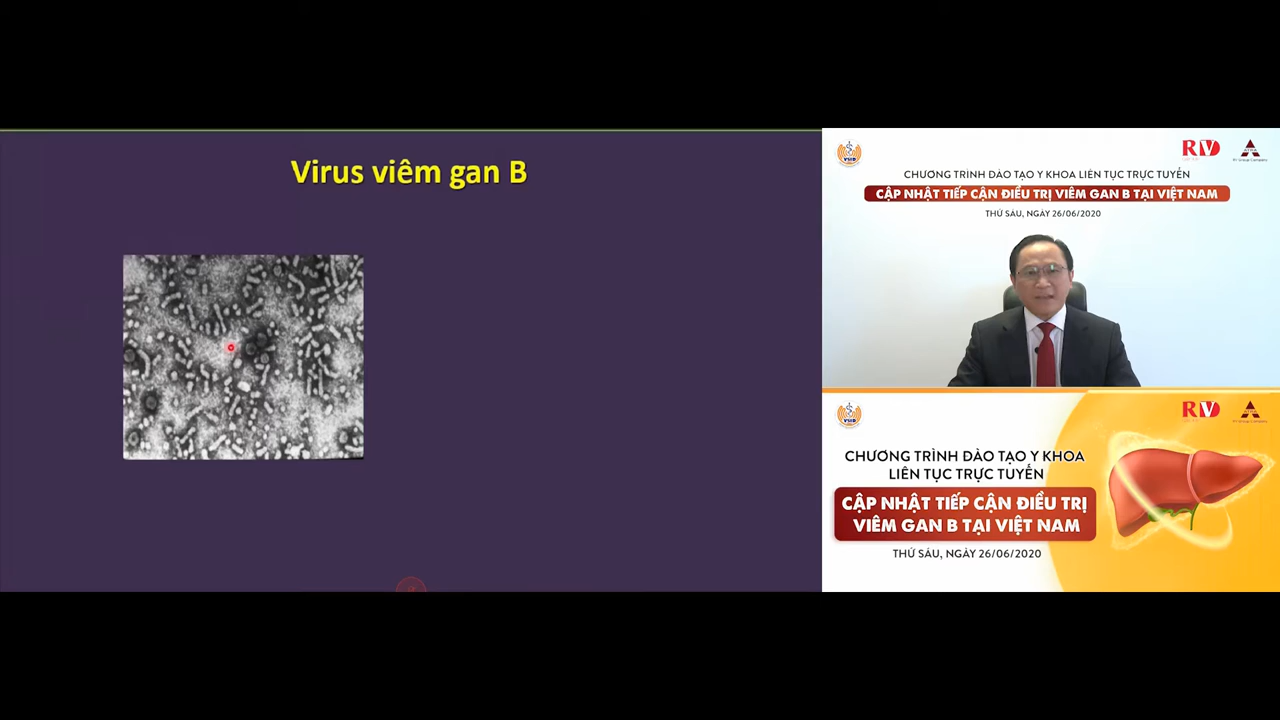 Virus viêm gan B
VSID
RV
CHƯƠNG TRÌNH ĐÀO TẠO Y KHOA LIÊN TỤC TRỰC TUYẾN
CẬP NHẬT TIẾP CẬN ĐIỀU TRỊ VIÊM GAN B TẠI VIỆT NAM
THỨ SÁU, NGÀY 26/06/2020
RV
CHƯƠNG TRÌNH ĐÀO TẠO Y KHOA
LIÊN TỤC TRỰC TUYẾN
CẬP NHẬT TIẾP CẬN ĐIỀU TRỊ
VIÊM GAN B TẠI VIỆT NAM
THỨ SÁU, NGÀY 26/06/2020